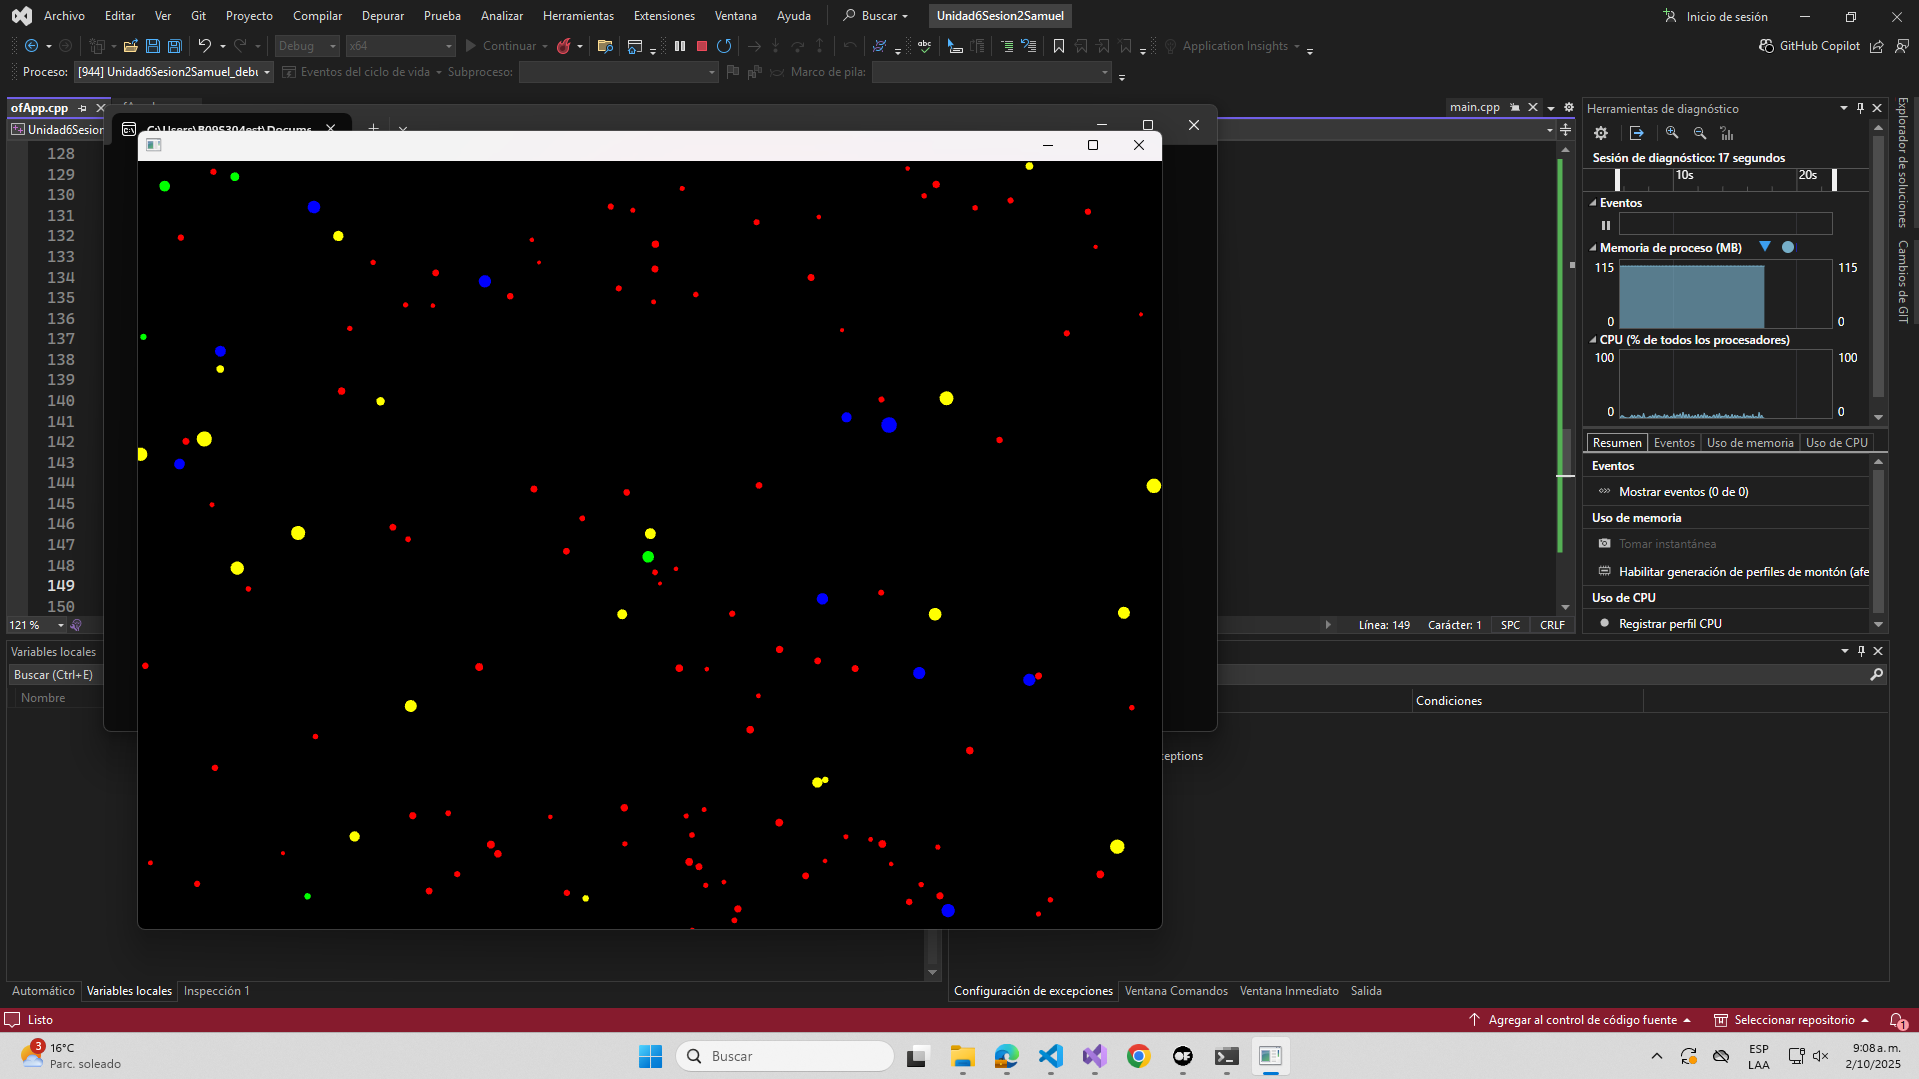 Archivo Editar Ver Git Proyecto Compilar Depurar Prueba Analizar Herramientas Extensiones Ventana Ayuda Buscar Unidad6Sesion2Samuel Inicio de sesión
Debug x64 Continuar Application Insights GitHub Copilot
Proceso: [944] Unidad6Sesion2Samuel_debu Eventos del ciclo de vida Subproceso: Marco de pila:
ofApp.cpp main.cpp Herramientas de diagnóstico
Unidad6Sesion C:\Users\B09S304est\Docume
128
129
130
131
132
133
134
135
136
137
138
139
140
141
142
143
144
145
146
147
148
149
150
121 % Línea: 149 Carácter: 1 SPC CRLF
Sesión de diagnóstico: 17 segundos
10s 20s
Eventos
Memoria de proceso (MB)
115 115
0 0
CPU (% de todos los procesadores)
100 100
0 0
Resumen Eventos Uso de memoria Uso de CPU
Eventos
Mostrar eventos (0 de 0)
Uso de memoria
Tomar instantánea
Habilitar generación de perfiles de montón (afe
Uso de CPU
Registrar perfil CPU
Explorador de soluciones
Cambios de GIT
Variables locales
Buscar (Ctrl+E)
Nombre
Condiciones
ceptions
Automático Variables locales Inspección 1 Configuración de excepciones Ventana Comandos Ventana Inmediato Salida
Listo Agregar al control de código fuente Seleccionar repositorio 1
3 16°C
Parc. soleado
Buscar
ESP
LAA
9:08 a. m.
2/10/2025